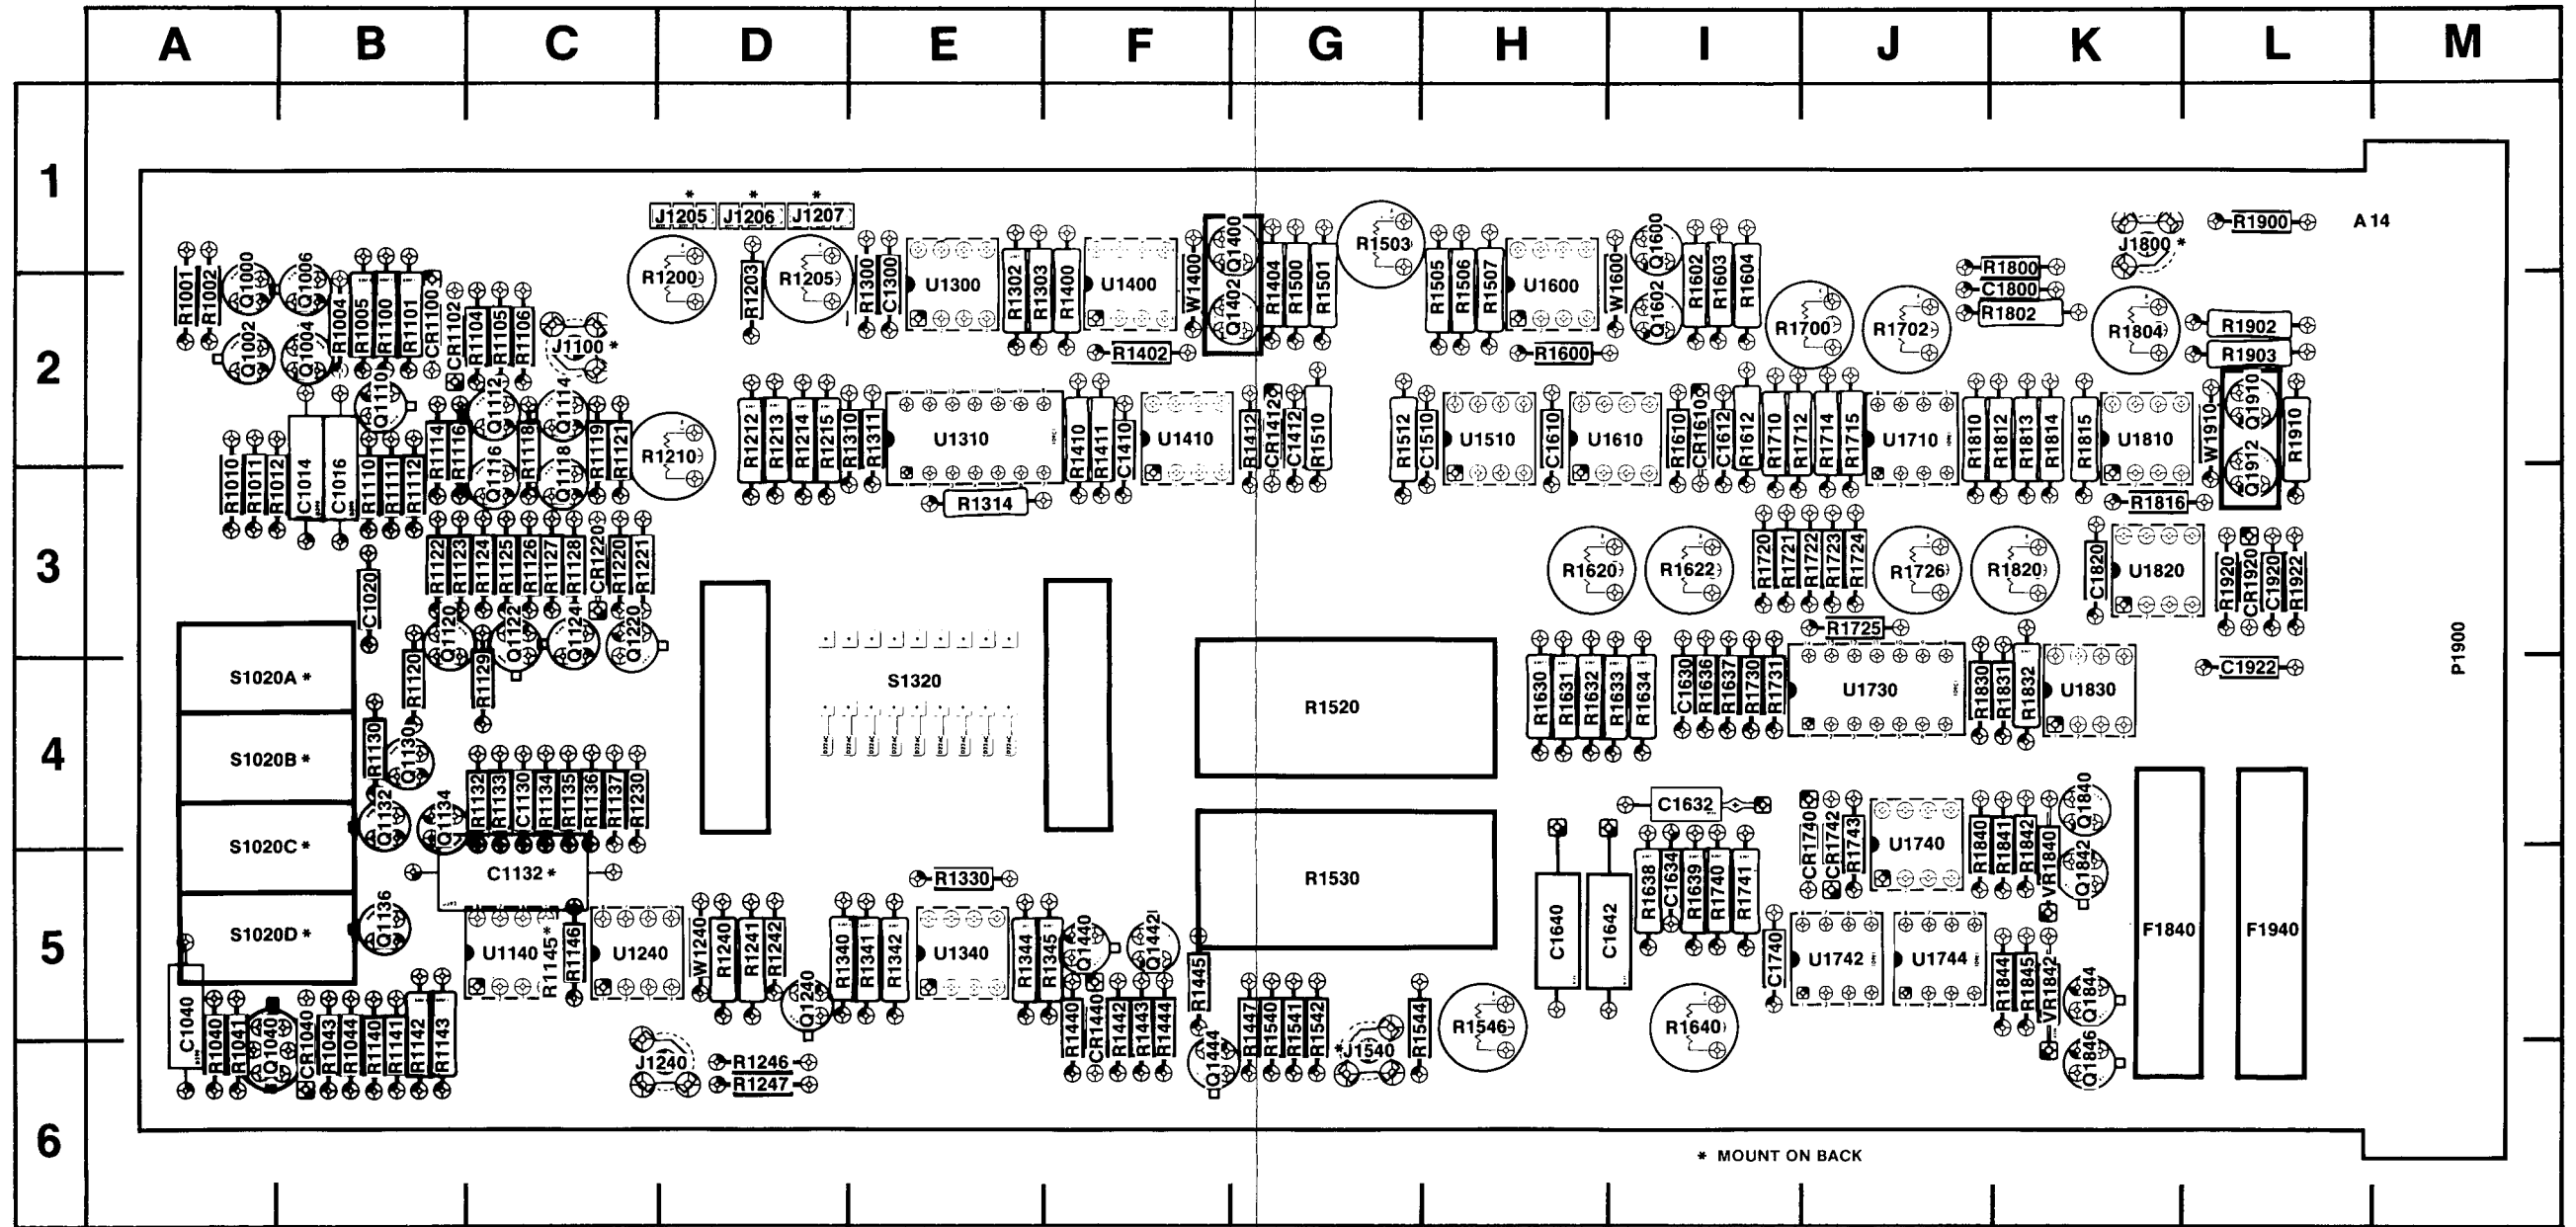 A B C D E F G H I J K L M
1
J1205 * J1206 * J1207 * R1900 A14
R1001 R1002 Q1000 Q1006 R1004 R1005 R1100 R1101 CR1100 CR1102 R1104 R1105 R1106 J1100 * R1200 R1203 R1205 R1300 C1300 U1300 R1302 R1303 R1400 U1400 W1400 Q1400 R1404 R1500 R1501 R1503 R1505 R1506 R1507 U1600 W1600 Q1600 R1602 R1603 R1604 J1800 *
R1800
C1800
R1802
Q1002 Q1004 Q1402 Q1602 R1700 R1702 R1804 R1902
2
R1402 R1600 R1903
Q1110 Q1112 Q1114 Q1910
R1010 R1011 R1012 C1014 C1016 R1110 R1111 R1112 R1114 R1116 Q1116 R1118 Q1118 R1119 R1121 R1210 R1212 R1213 R1214 R1215 R1310 R1311 U1310 R1410 R1411 C1410 U1410 R1412 CR1412 C1412 R1510 R1512 C1510 U1510 C1610 U1610 R1610 CR1610 C1612 R1612 R1710 R1712 R1714 R1715 U1710 R1810 R1812 R1813 R1814 R1815 U1810 W1910 Q1912 R1910
R1314 R1816
3
C1020 R1122 R1123 R1124 R1125 R1126 R1127 R1128 CR1220 R1220 R1221 R1620 R1622 R1720 R1721 R1722 R1723 R1724 R1726 R1820 C1820 U1820 R1920 CR1920 C1920 R1922
Q1120 Q1122 Q1124 Q1220 R1725
S1020A * R1120 R1129 S1320 R1520 R1630 R1631 R1632 R1633 R1634 C1630 R1636 R1637 R1730 R1731 U1730 R1830 R1831 R1832 U1830 C1922 P1900
4
S1020B * R1130 Q1130
Q1132 Q1134 R1132 R1133 C1130 R1134 R1135 R1136 R1137 R1230 C1632 Q1840
S1020C * C1132 * R1330 R1530 CR1740 CR1742 R1743 U1740 R1840 R1841 R1842 VR1840 Q1842
R1638 C1634 R1639 R1740 R1741
5
S1020D * Q1136 U1140 R1145 * R1146 U1240 W1240 R1240 R1241 R1242 Q1240 R1340 R1341 R1342 U1340 R1344 R1345 Q1440 Q1442 R1445 C1640 C1642 C1740 U1742 U1744 R1844 R1845 VR1842 Q1844 F1840 F1940
C1040 R1040 R1041 Q1040 CR1040 R1043 R1044 R1140 R1141 R1142 R1143 J1240 R1246 R1440 CR1440 R1442 R1443 R1444 Q1444 R1447 R1540 R1541 R1542 * J1540 R1544 R1546 R1640 Q1846
R1247
6
* MOUNT ON BACK